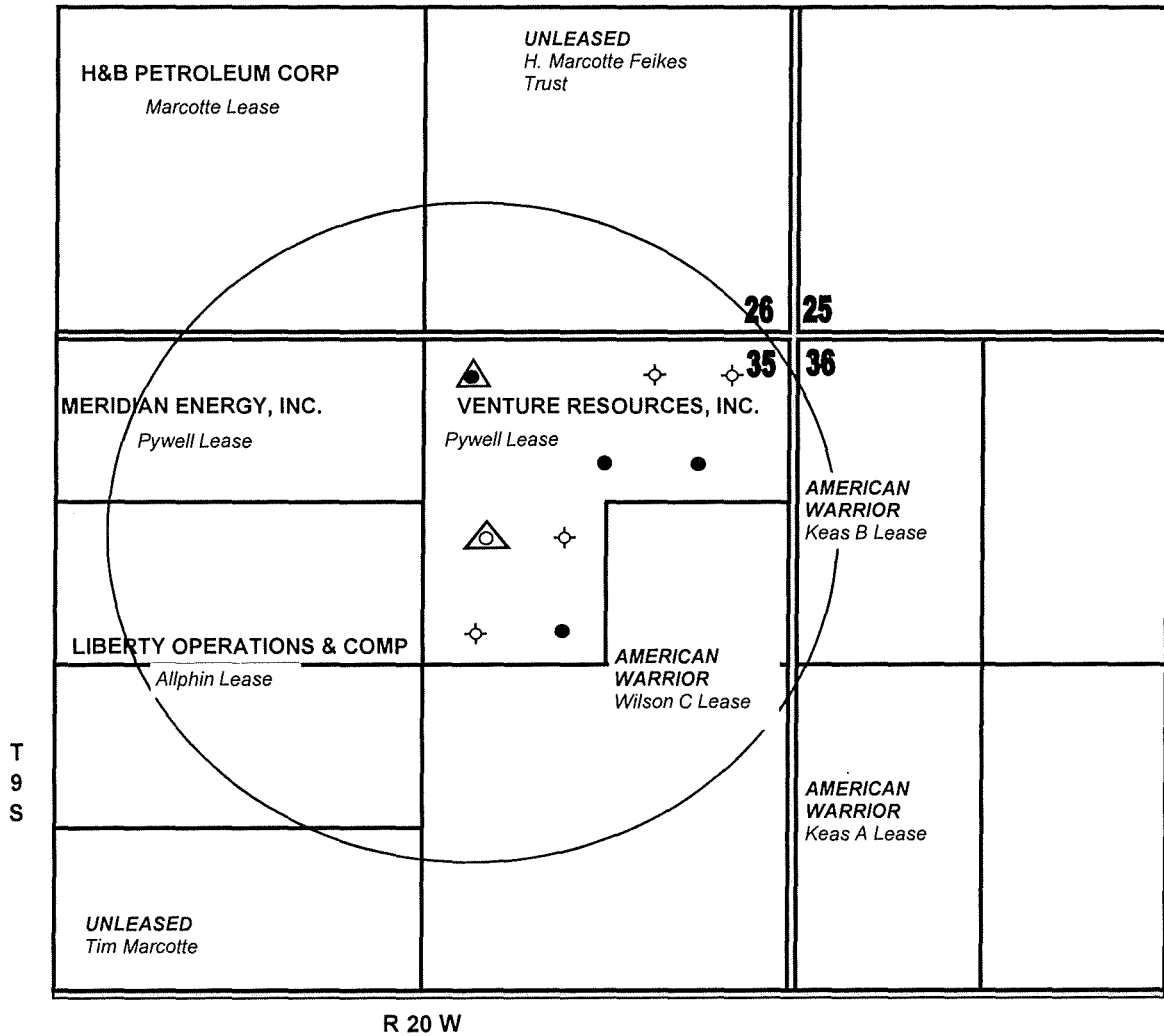 UNLEASED
H. Marcotte Feikes
Trust
H&B PETROLEUM CORP
Marcotte Lease
26 25
35 36
MERIDIAN ENERGY, INC.
Pywell Lease
VENTURE RESOURCES, INC.
Pywell Lease
AMERICAN
WARRIOR
Keas B Lease
LIBERTY OPERATIONS & COMP
Allphin Lease
AMERICAN
WARRIOR
Wilson C Lease
T
9
S
AMERICAN
WARRIOR
Keas A Lease
UNLEASED
Tim Marcotte
R 20 W